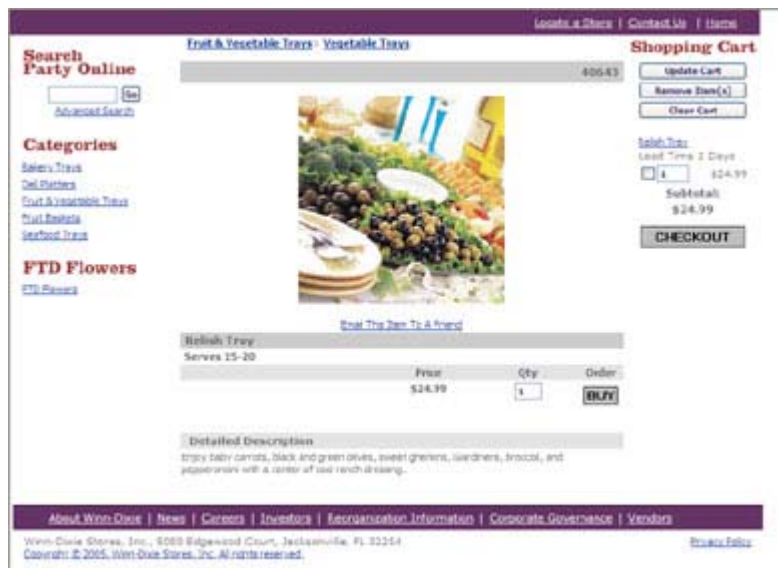 Locate a Store | Contact Us | Home
Search
Party Online
Go
Advanced Search
Categories
Bakery Trays
Deli Platters
Fruit & Vegetable Trays
Fruit Baskets
Seafood Trays
FTD Flowers
FTD Flowers
Fruit & Vegetable Trays > Vegetable Trays
40643
Email This Item To A Friend
Relish Tray
Serves 15-20
Price Qty Order
$24.99 1 BUY
Detailed Description
Enjoy baby carrots, black and green olives, sweet gherkins, giardiniera, broccoli, and
pepperoncini with a center of cool ranch dressing.
Shopping Cart
Update Cart
Remove Item(s)
Clear Cart
Relish Tray
Lead Time 2 Days
1 $24.99
Subtotal:
$24.99
CHECKOUT
About Winn-Dixie | News | Careers | Investors | Reorganization Information | Corporate Governance | Vendors
Winn-Dixie Stores, Inc., 5050 Edgewood Court, Jacksonville, FL 32254
Copyright © 2005, Winn-Dixie Stores, Inc. All rights reserved.
Privacy Policy